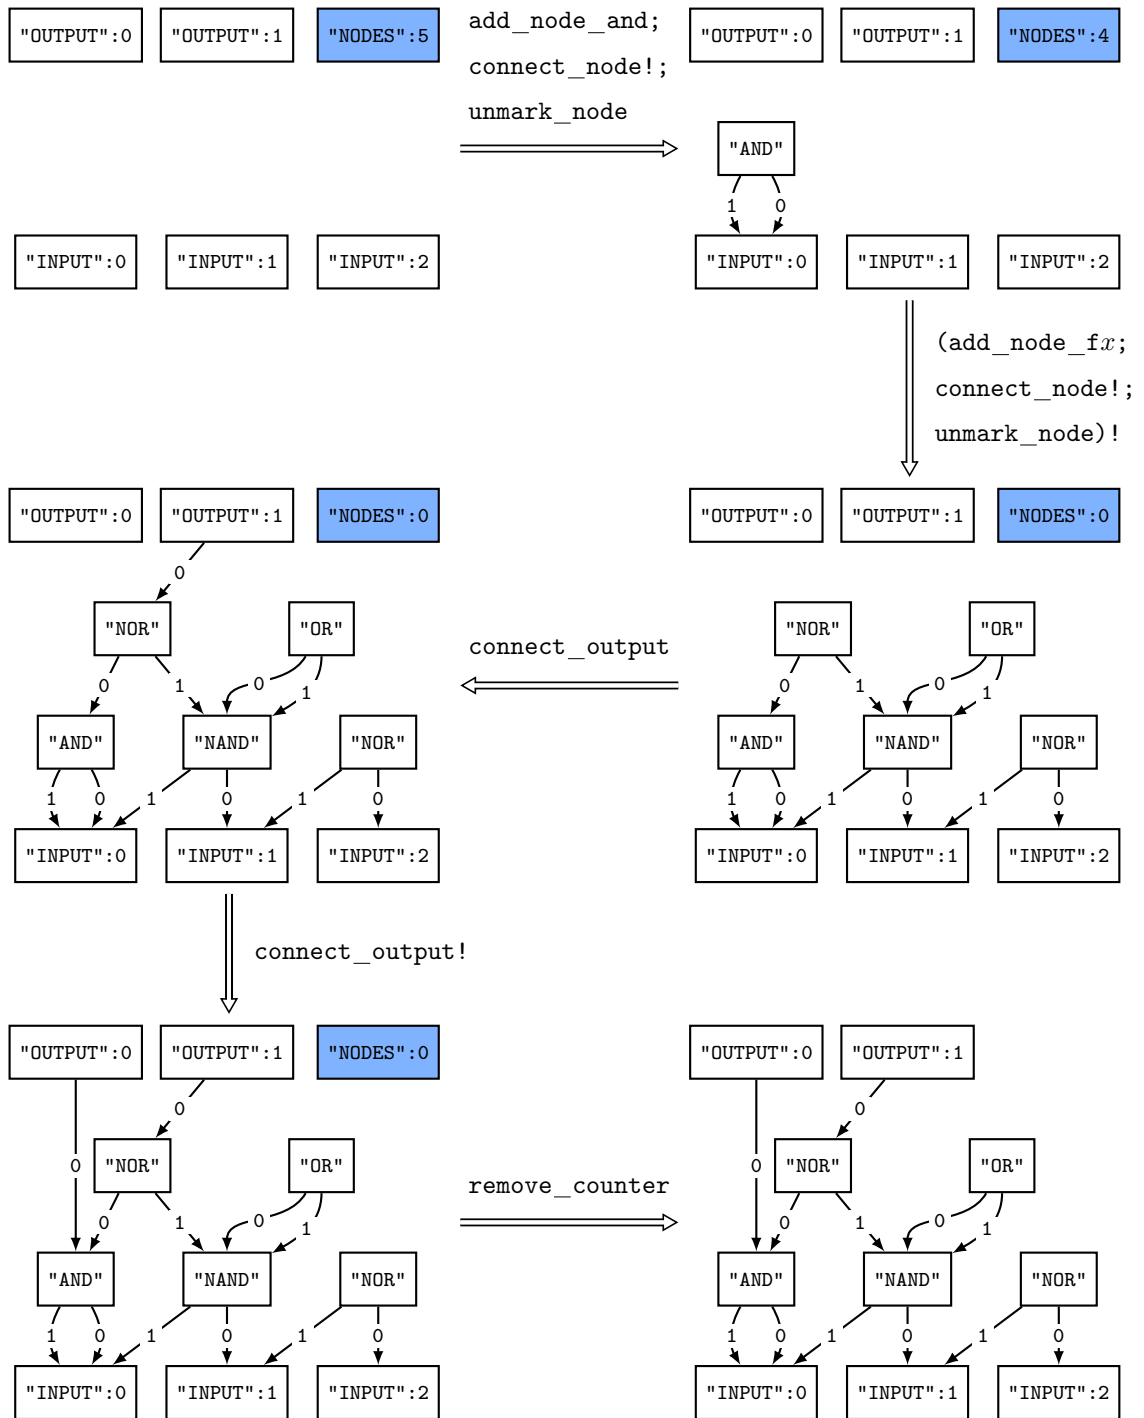 "OUTPUT":0 "OUTPUT":1 "NODES":5
add_node_and;
connect_node!;
unmark_node
"INPUT":0 "INPUT":1 "INPUT":2
"OUTPUT":0 "OUTPUT":1 "NODES":4
"AND"
1 0
"INPUT":0 "INPUT":1 "INPUT":2
(add_node_fx;
connect_node!;
unmark_node)!
"OUTPUT":0 "OUTPUT":1 "NODES":0
"NOR" "OR"
0 1 0 1
"AND" "NAND" "NOR"
1 0 1 0 1 0
"INPUT":0 "INPUT":1 "INPUT":2
connect_output
"OUTPUT":0 "OUTPUT":1 "NODES":0
0
"NOR" "OR"
0 1 0 1
"AND" "NAND" "NOR"
1 0 1 0 1 0
"INPUT":0 "INPUT":1 "INPUT":2
connect_output!
"OUTPUT":0 "OUTPUT":1 "NODES":0
0
0 "NOR" "OR"
0 1 0 1
"AND" "NAND" "NOR"
1 0 1 0 1 0
"INPUT":0 "INPUT":1 "INPUT":2
remove_counter
"OUTPUT":0 "OUTPUT":1
0
0 "NOR" "OR"
0 1 0 1
"AND" "NAND" "NOR"
1 0 1 0 1 0
"INPUT":0 "INPUT":1 "INPUT":2